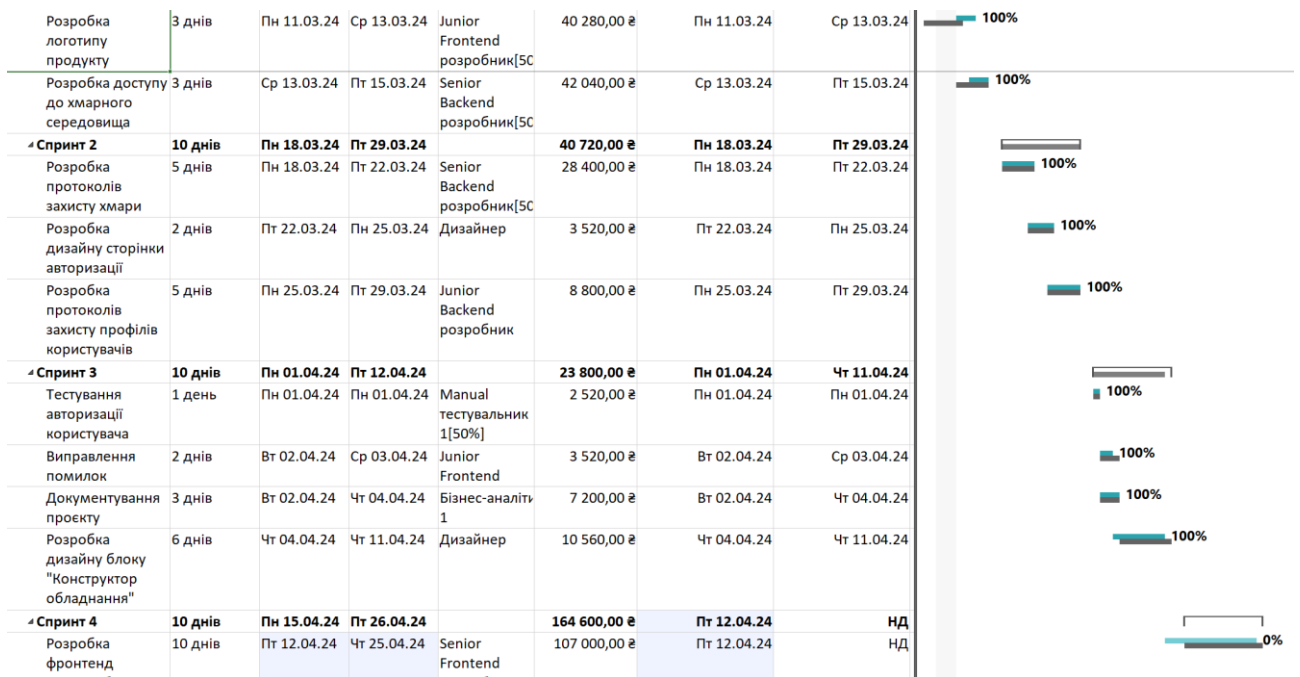 Розробка 3 днів Пн 11.03.24 Ср 13.03.24 Junior 40 280,00 ₴ Пн 11.03.24 Ср 13.03.24 100%
логотипу Frontend
продукту розробник[50
Розробка доступу 3 днів Ср 13.03.24 Пт 15.03.24 Senior 42 040,00 ₴ Ср 13.03.24 Пт 15.03.24 100%
до хмарного Backend
середовища розробник[50
Спринт 2 10 днів Пн 18.03.24 Пт 29.03.24 40 720,00 ₴ Пн 18.03.24 Пт 29.03.24
Розробка 5 днів Пн 18.03.24 Пт 22.03.24 Senior 28 400,00 ₴ Пн 18.03.24 Пт 22.03.24 100%
протоколів Backend
захисту хмари розробник[50
Розробка 2 днів Пт 22.03.24 Пн 25.03.24 Дизайнер 3 520,00 ₴ Пт 22.03.24 Пн 25.03.24 100%
дизайну сторінки
авторизації
Розробка 5 днів Пн 25.03.24 Пт 29.03.24 Junior 8 800,00 ₴ Пн 25.03.24 Пт 29.03.24 100%
протоколів Backend
захисту профілів розробник
користувачів
Спринт 3 10 днів Пн 01.04.24 Пт 12.04.24 23 800,00 ₴ Пн 01.04.24 Чт 11.04.24
Тестування 1 день Пн 01.04.24 Пн 01.04.24 Manual 2 520,00 ₴ Пн 01.04.24 Пн 01.04.24 100%
авторизації тестувальник
користувача 1[50%]
Виправлення 2 днів Вт 02.04.24 Ср 03.04.24 Junior 3 520,00 ₴ Вт 02.04.24 Ср 03.04.24 100%
помилок Frontend
Документування 3 днів Вт 02.04.24 Чт 04.04.24 Бізнес-аналіти 7 200,00 ₴ Вт 02.04.24 Чт 04.04.24 100%
проєкту 1
Розробка 6 днів Чт 04.04.24 Чт 11.04.24 Дизайнер 10 560,00 ₴ Чт 04.04.24 Чт 11.04.24 100%
дизайну блоку
"Конструктор
обладнання"
Спринт 4 10 днів Пн 15.04.24 Пт 26.04.24 164 600,00 ₴ Пт 12.04.24 НД
Розробка 10 днів Пт 12.04.24 Чт 25.04.24 Senior 107 000,00 ₴ Пт 12.04.24 НД 0%
фронтенд Frontend